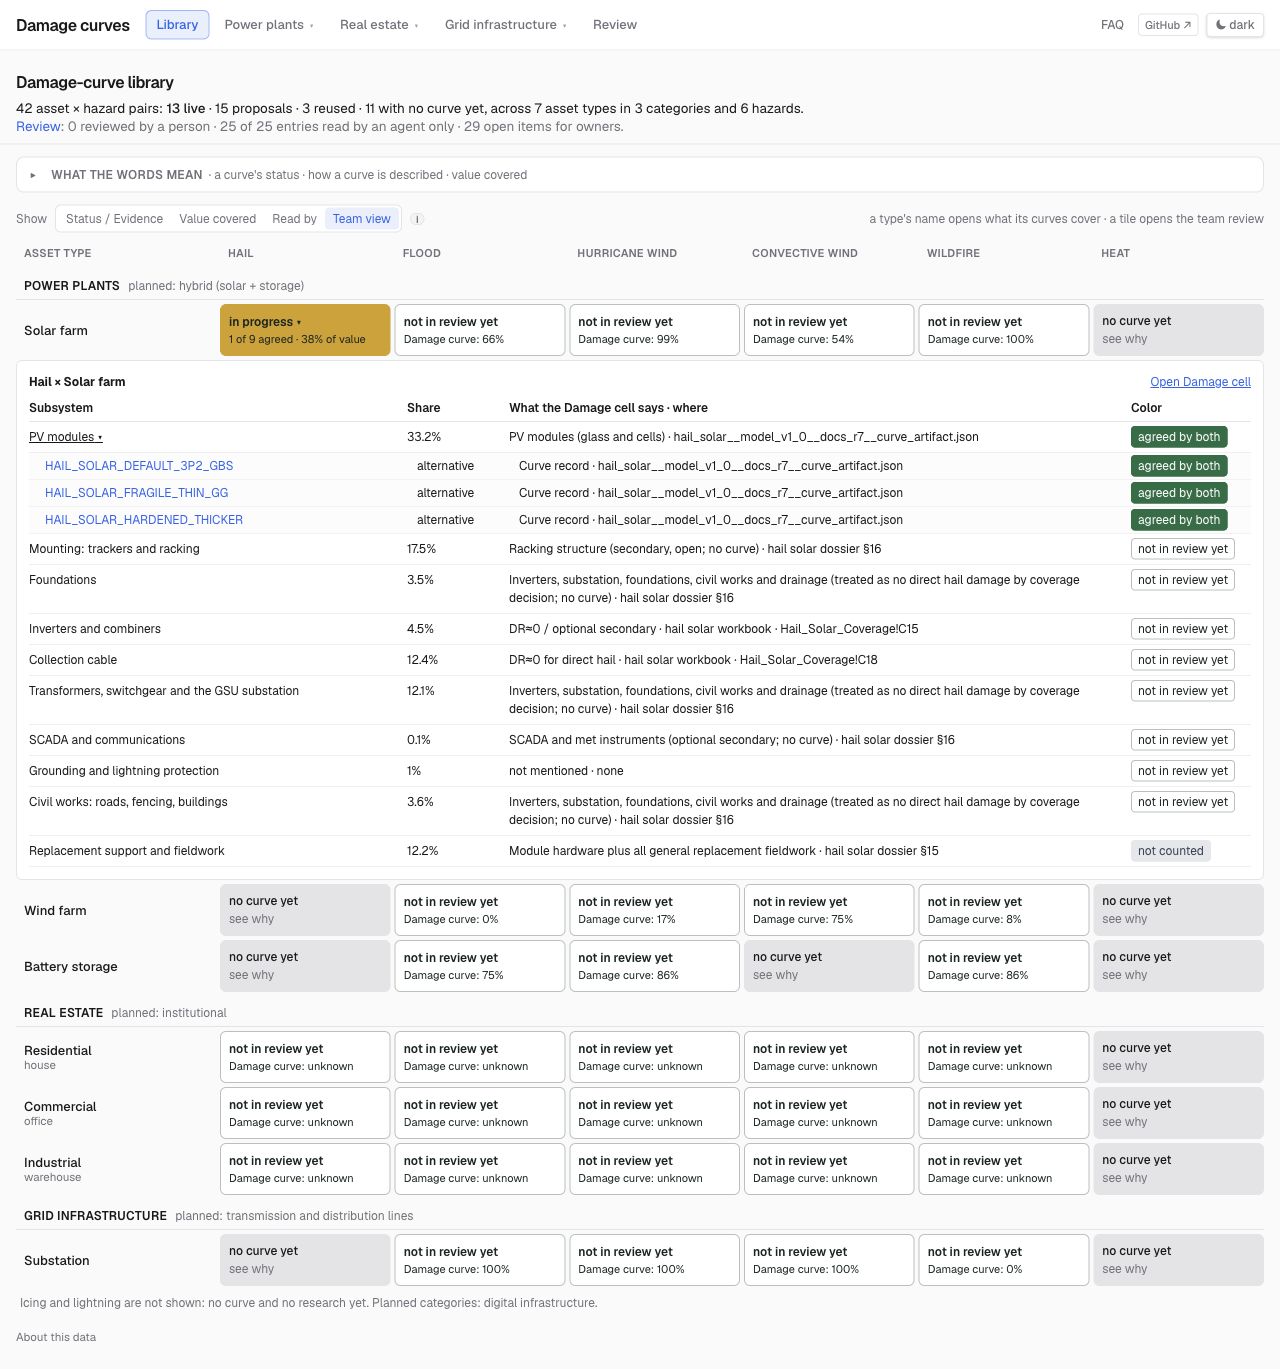 Damage curves Library Power plants ▾ Real estate ▾ Grid infrastructure ▾ Review FAQ GitHub ↗ dark
Damage-curve library
42 asset × hazard pairs: 13 live · 15 proposals · 3 reused · 11 with no curve yet, across 7 asset types in 3 categories and 6 hazards.
Review: 0 reviewed by a person · 25 of 25 entries read by an agent only · 29 open items for owners.
▸ WHAT THE WORDS MEAN · a curve's status · how a curve is described · value covered
Show Status / Evidence Value covered Read by Team view i a type's name opens what its curves cover · a tile opens the team review
ASSET TYPE HAIL FLOOD HURRICANE WIND CONVECTIVE WIND WILDFIRE HEAT
POWER PLANTS planned: hybrid (solar + storage)
Solar farm
in progress ▾ not in review yet not in review yet not in review yet not in review yet no curve yet
1 of 9 agreed · 38% of value Damage curve: 66% Damage curve: 99% Damage curve: 54% Damage curve: 100% see why
Hail × Solar farm Open Damage cell
Subsystem Share What the Damage cell says · where Color
PV modules ▾ 33.2% PV modules (glass and cells) · hail_solar__model_v1_0__docs_r7__curve_artifact.json agreed by both
HAIL_SOLAR_DEFAULT_3P2_GBS alternative Curve record · hail_solar__model_v1_0__docs_r7__curve_artifact.json agreed by both
HAIL_SOLAR_FRAGILE_THIN_GG alternative Curve record · hail_solar__model_v1_0__docs_r7__curve_artifact.json agreed by both
HAIL_SOLAR_HARDENED_THICKER alternative Curve record · hail_solar__model_v1_0__docs_r7__curve_artifact.json agreed by both
Mounting: trackers and racking 17.5% Racking structure (secondary, open; no curve) · hail solar dossier §16 not in review yet
Foundations 3.5% Inverters, substation, foundations, civil works and drainage (treated as no direct hail damage by coverage not in review yet
decision; no curve) · hail solar dossier §16
Inverters and combiners 4.5% DR≈0 / optional secondary · hail solar workbook · Hail_Solar_Coverage!C15 not in review yet
Collection cable 12.4% DR≈0 for direct hail · hail solar workbook · Hail_Solar_Coverage!C18 not in review yet
Transformers, switchgear and the GSU substation 12.1% Inverters, substation, foundations, civil works and drainage (treated as no direct hail damage by coverage not in review yet
decision; no curve) · hail solar dossier §16
SCADA and communications 0.1% SCADA and met instruments (optional secondary; no curve) · hail solar dossier §16 not in review yet
Grounding and lightning protection 1% not mentioned · none not in review yet
Civil works: roads, fencing, buildings 3.6% Inverters, substation, foundations, civil works and drainage (treated as no direct hail damage by coverage not in review yet
decision; no curve) · hail solar dossier §16
Replacement support and fieldwork 12.2% Module hardware plus all general replacement fieldwork · hail solar dossier §15 not counted
Wind farm
no curve yet not in review yet not in review yet not in review yet not in review yet no curve yet
see why Damage curve: 0% Damage curve: 17% Damage curve: 75% Damage curve: 8% see why
Battery storage
no curve yet not in review yet not in review yet no curve yet not in review yet no curve yet
see why Damage curve: 75% Damage curve: 86% see why Damage curve: 86% see why
REAL ESTATE planned: institutional
Residential not in review yet not in review yet not in review yet not in review yet not in review yet no curve yet
house Damage curve: unknown Damage curve: unknown Damage curve: unknown Damage curve: unknown Damage curve: unknown see why
Commercial not in review yet not in review yet not in review yet not in review yet not in review yet no curve yet
office Damage curve: unknown Damage curve: unknown Damage curve: unknown Damage curve: unknown Damage curve: unknown see why
Industrial not in review yet not in review yet not in review yet not in review yet not in review yet no curve yet
warehouse Damage curve: unknown Damage curve: unknown Damage curve: unknown Damage curve: unknown Damage curve: unknown see why
GRID INFRASTRUCTURE planned: transmission and distribution lines
Substation
no curve yet not in review yet not in review yet not in review yet not in review yet no curve yet
see why Damage curve: 100% Damage curve: 100% Damage curve: 100% Damage curve: 0% see why
Icing and lightning are not shown: no curve and no research yet. Planned categories: digital infrastructure.
About this data